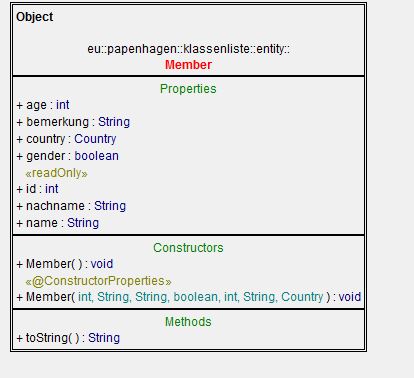 Object
eu::papenhagen::klassenliste::entity::
Member
Properties
+ age : int
+ bemerkung : String
+ country : Country
+ gender : boolean
«readOnly»
+ id : int
+ nachname : String
+ name : String
Constructors
+ Member( ) : void
«@ConstructorProperties»
+ Member( int, String, String, boolean, int, String, Country ) : void
Methods
+ toString( ) : String